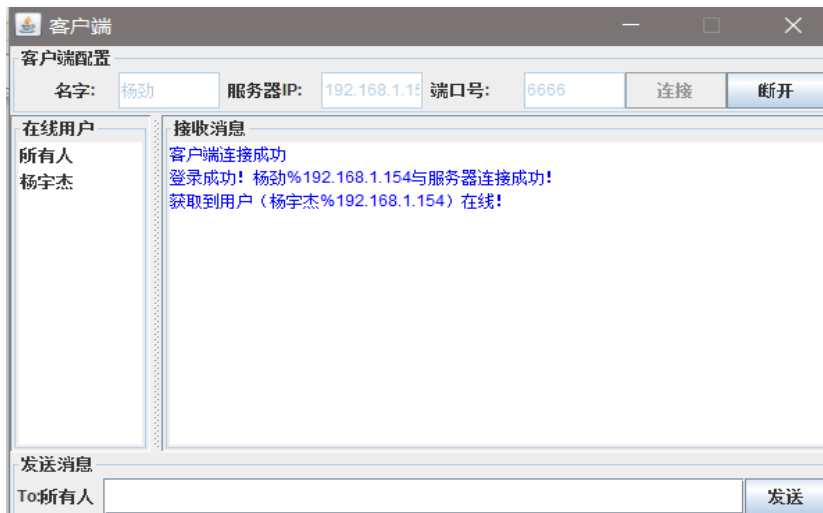 客户端
客户端配置
名字: 杨劲 服务器IP: 192.168.1.15 端口号: 6666 连接 断开
在线用户 接收消息
所有人
杨宇杰
客户端连接成功
登录成功！杨劲%192.168.1.154与服务器连接成功！
获取到用户（杨宇杰%192.168.1.154）在线！
发送消息
To:所有人 发送